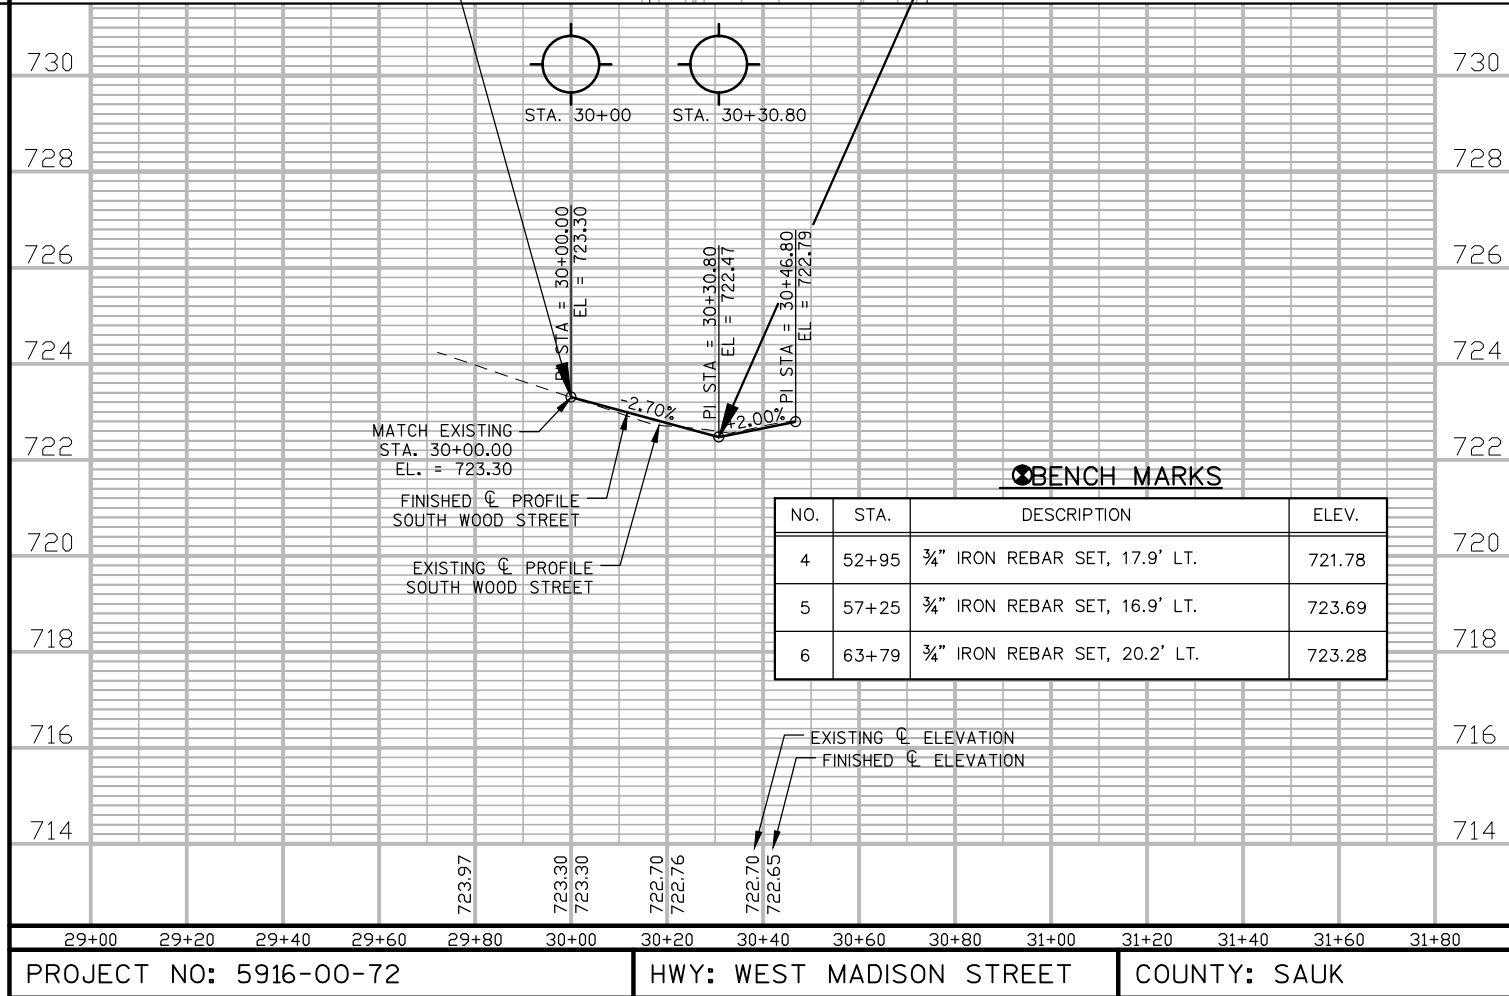 730
730
STA. 30+00
STA. 30+30.80
728
728
PI STA = 30+00.00
EL = 723.30
PI STA = 30+30.80
EL = 722.47
PI STA = 30+46.80
EL = 722.79
726
726
724
724
-2.70%
+2.00%
MATCH EXISTING
STA. 30+00.00
EL. = 723.30
722
722
FINISHED ℄ PROFILE
SOUTH WOOD STREET
EXISTING ℄ PROFILE
SOUTH WOOD STREET
BENCH MARKS
NO. STA. DESCRIPTION ELEV.
4 52+95 ¾" IRON REBAR SET, 17.9' LT. 721.78
5 57+25 ¾" IRON REBAR SET, 16.9' LT. 723.69
6 63+79 ¾" IRON REBAR SET, 20.2' LT. 723.28
720
720
718
718
716
716
EXISTING ℄ ELEVATION
FINISHED ℄ ELEVATION
714
714
723.97
723.30
723.30
722.70
722.76
722.70
722.65
29+00 29+20 29+40 29+60 29+80 30+00 30+20 30+40 30+60 30+80 31+00 31+20 31+40 31+60 31+80
PROJECT NO: 5916-00-72
HWY: WEST MADISON STREET
COUNTY: SAUK